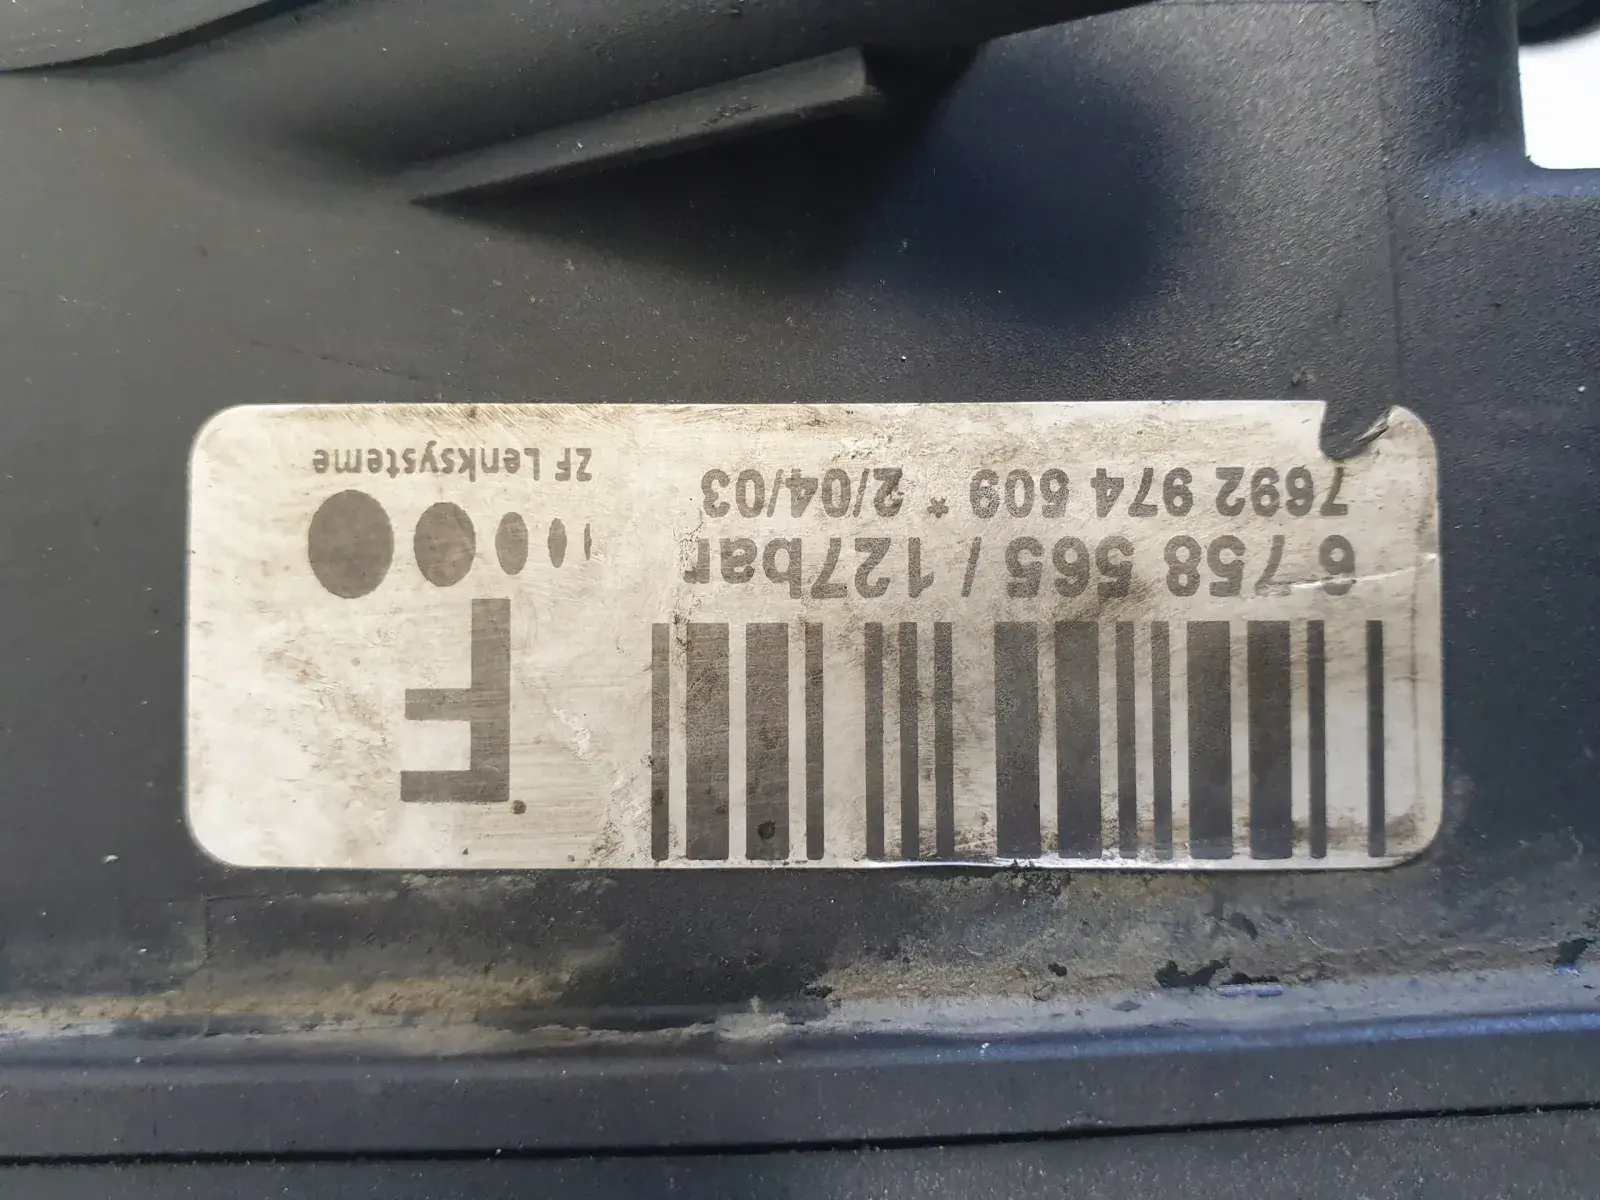 F
6 758 565 / 127bar
7692 974 609 * 2/04/03
ZF Lenksysteme